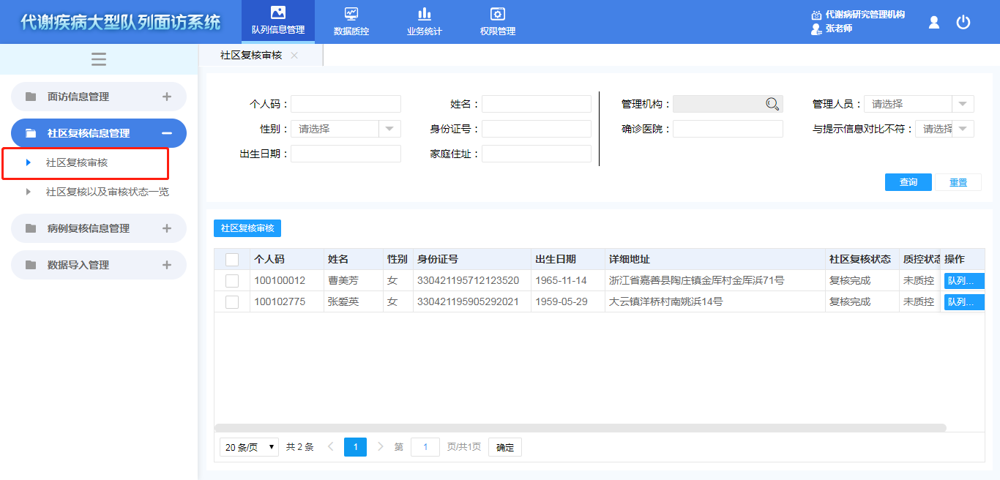 代谢疾病大型队列面访系统
队列信息管理
数据质控
业务统计
权限管理
代谢病研究管理机构
张老师
社区复核审核
面访信息管理
社区复核信息管理
社区复核审核
社区复核以及审核状态一览
病例复核信息管理
数据导入管理
个人码：
姓名：
管理机构：
管理人员： 请选择
性别： 请选择
身份证号：
确诊医院：
与提示信息对比不符： 请选择
出生日期：
家庭住址：
查询 重置
社区复核审核
个人码 姓名 性别 身份证号 出生日期 详细地址 社区复核状态 质控状态 操作
100100012 曹美芳 女 330421195712123520 1965-11-14 浙江省嘉善县陶庄镇金厍村金厍浜71号 复核完成 未质控 队列...
100102775 张爱英 女 330421195905292021 1959-05-29 大云镇洋桥村南姚浜14号 复核完成 未质控 队列...
20 条/页 共 2 条 1 第 1 页/共1页 确定